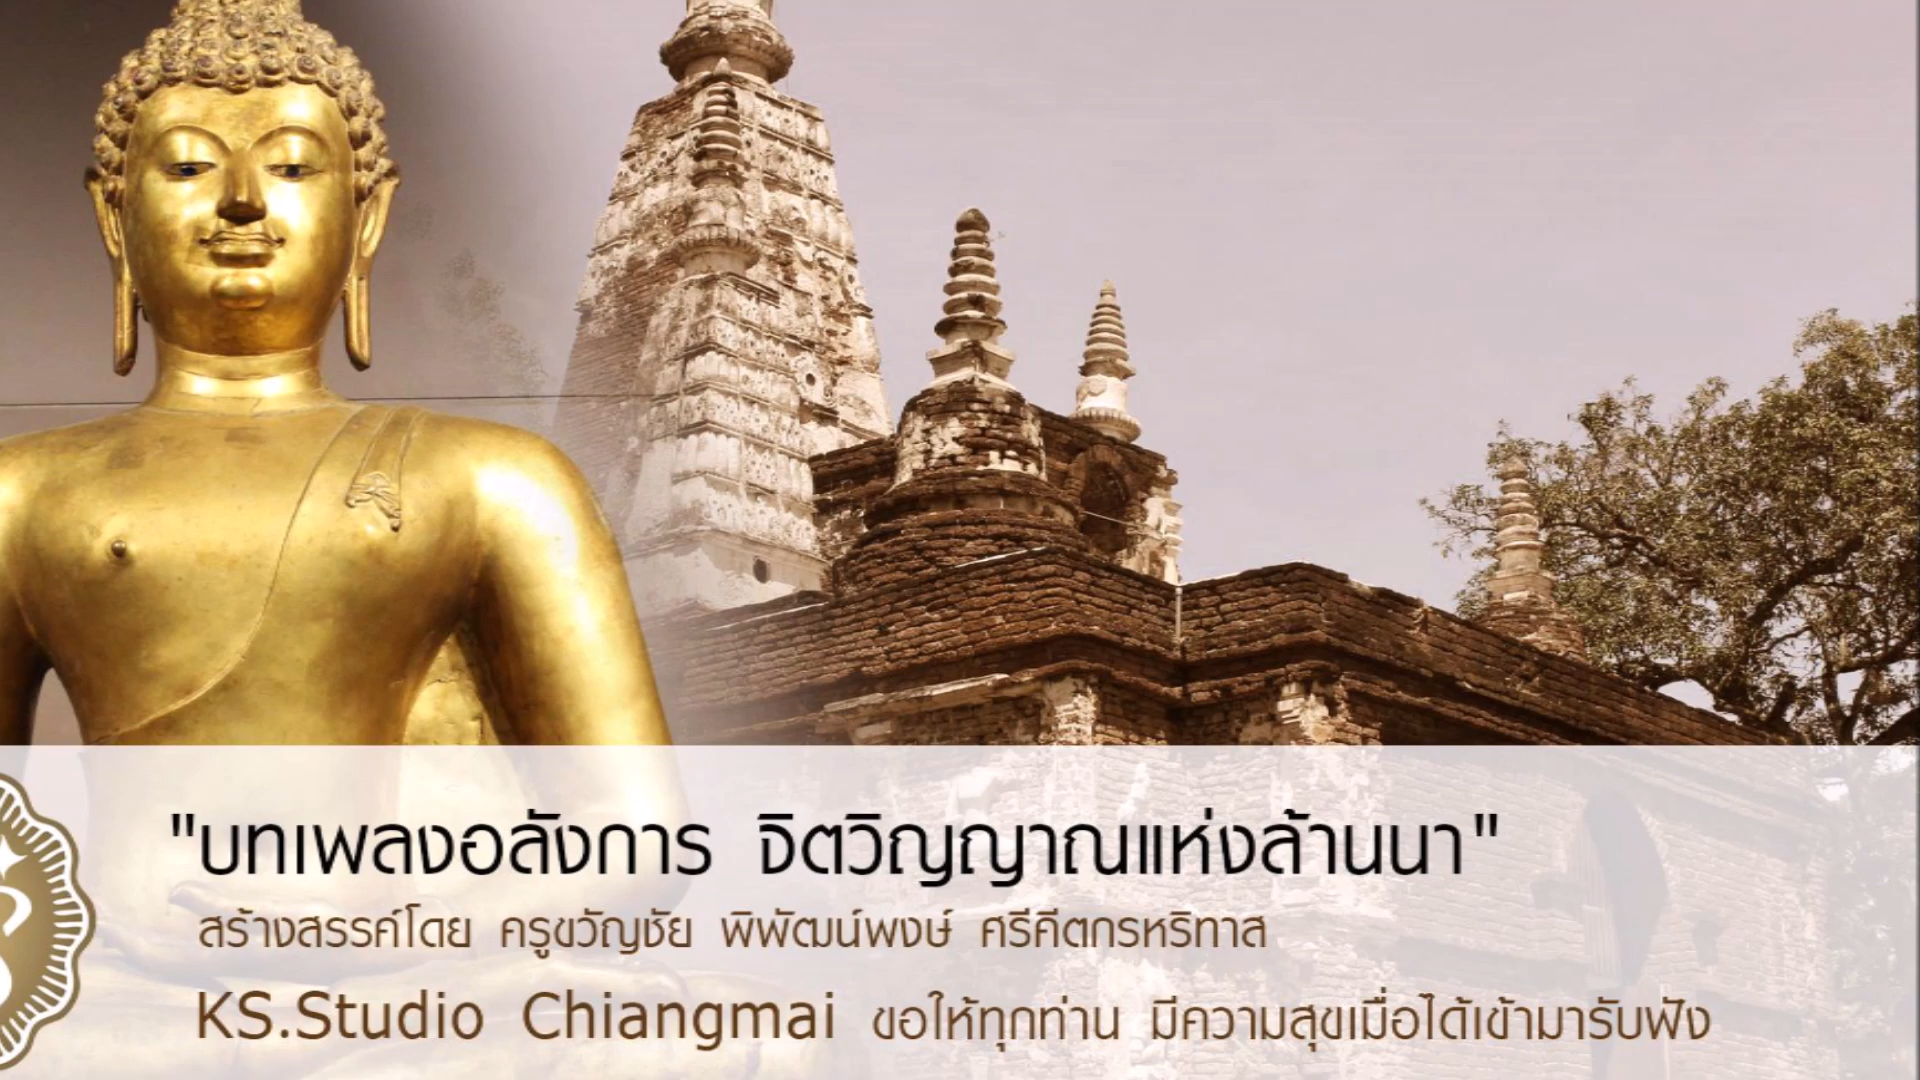 "บทเพลงอลังการ จิตวิญญาณแห่งล้านนา"
สร้างสรรค์โดย ครูขวัญชัย พิพัฒน์พงษ์ ศรีคีตกรหริทาส
KS.Studio Chiangmai ขอให้ทุกท่าน มีความสุขเมื่อได้เข้ามารับฟัง